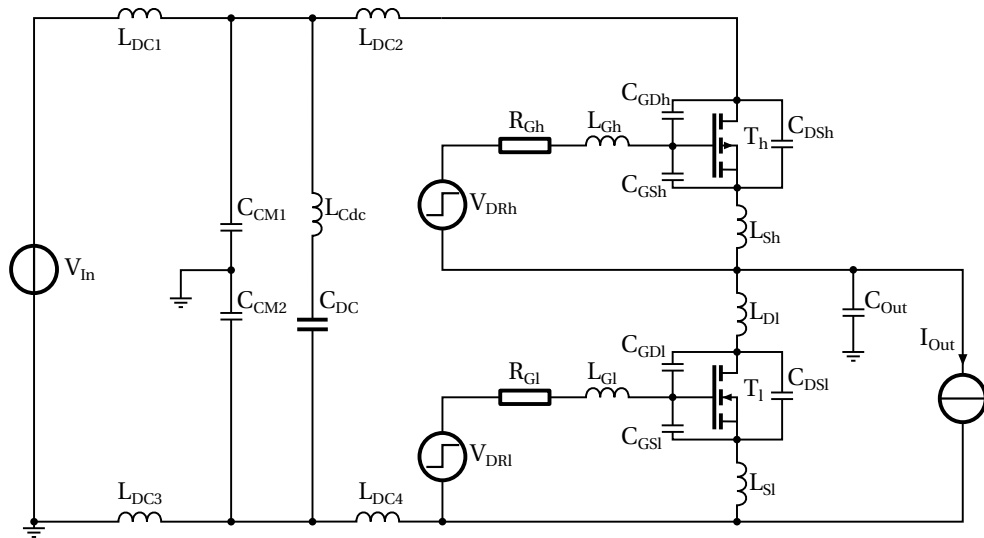 L_DC1
L_DC2
C_GDh
R_Gh
L_Gh
T_h
C_DSh
C_GSh
V_DRh
C_CM1
L_Cdc
L_Sh
V_In
C_CM2
C_DC
L_Dl
C_Out
I_Out
C_GDl
R_Gl
L_Gl
T_l
C_DSl
C_GSl
V_DRl
L_DC3
L_DC4
L_Sl